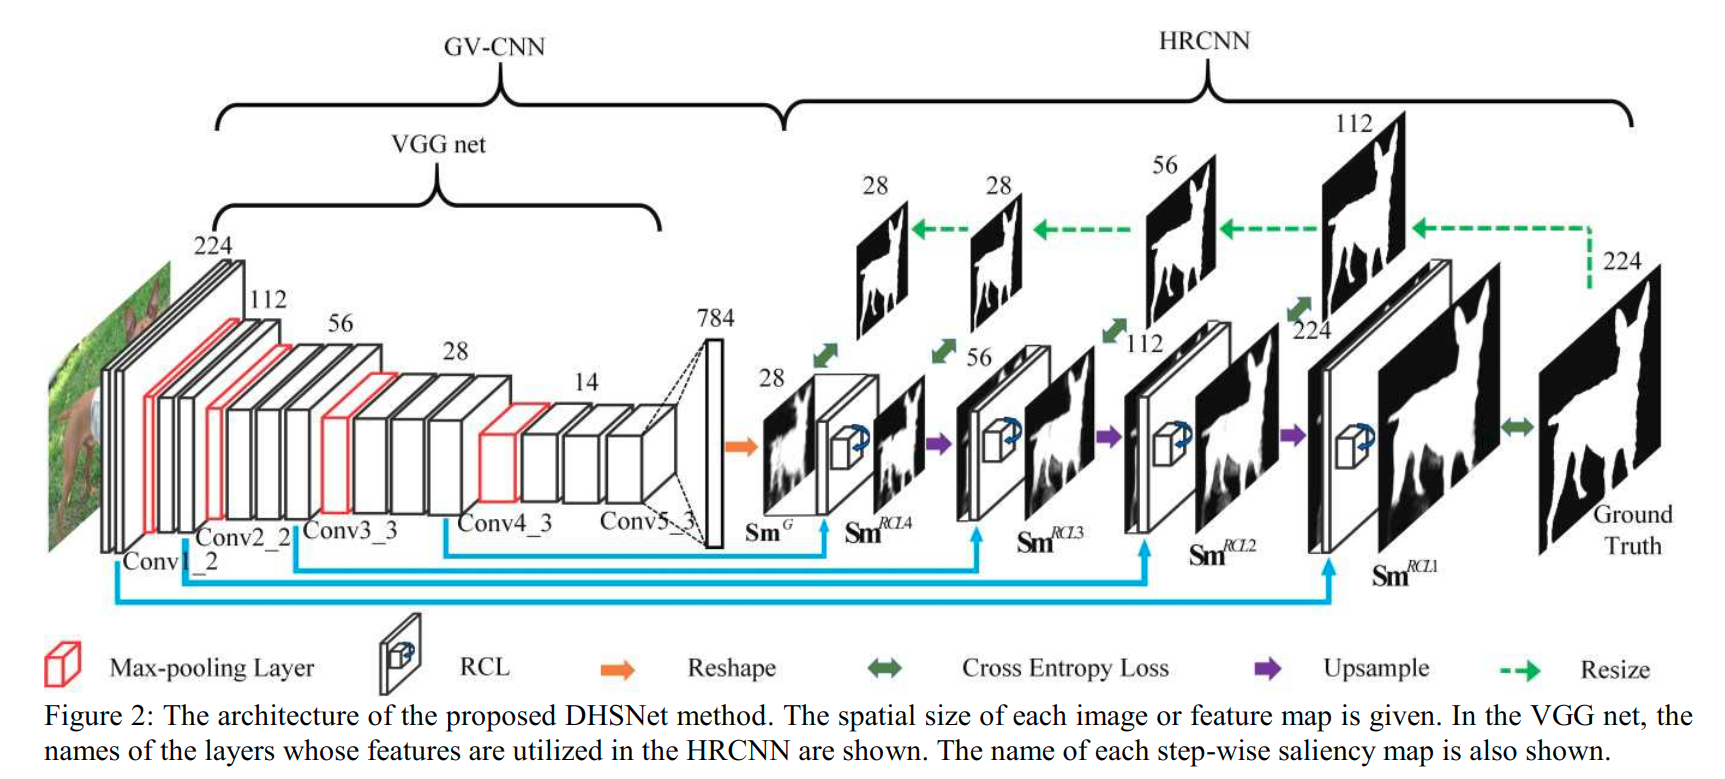 GV-CNN
HRCNN
VGG net
224
112
56
28
14
784
28
28
56
112
224
28
56
112
224
Conv1_2
Conv2_2
Conv3_3
Conv4_3
Conv5_3
Sm^G
Sm^RCL4
Sm^RCL3
Sm^RCL2
Sm^RCL1
Ground
Truth
Max-pooling Layer
RCL
Reshape
Cross Entropy Loss
Upsample
Resize
Figure 2: The architecture of the proposed DHSNet method. The spatial size of each image or feature map is given. In the VGG net, the
names of the layers whose features are utilized in the HRCNN are shown. The name of each step-wise saliency map is also shown.